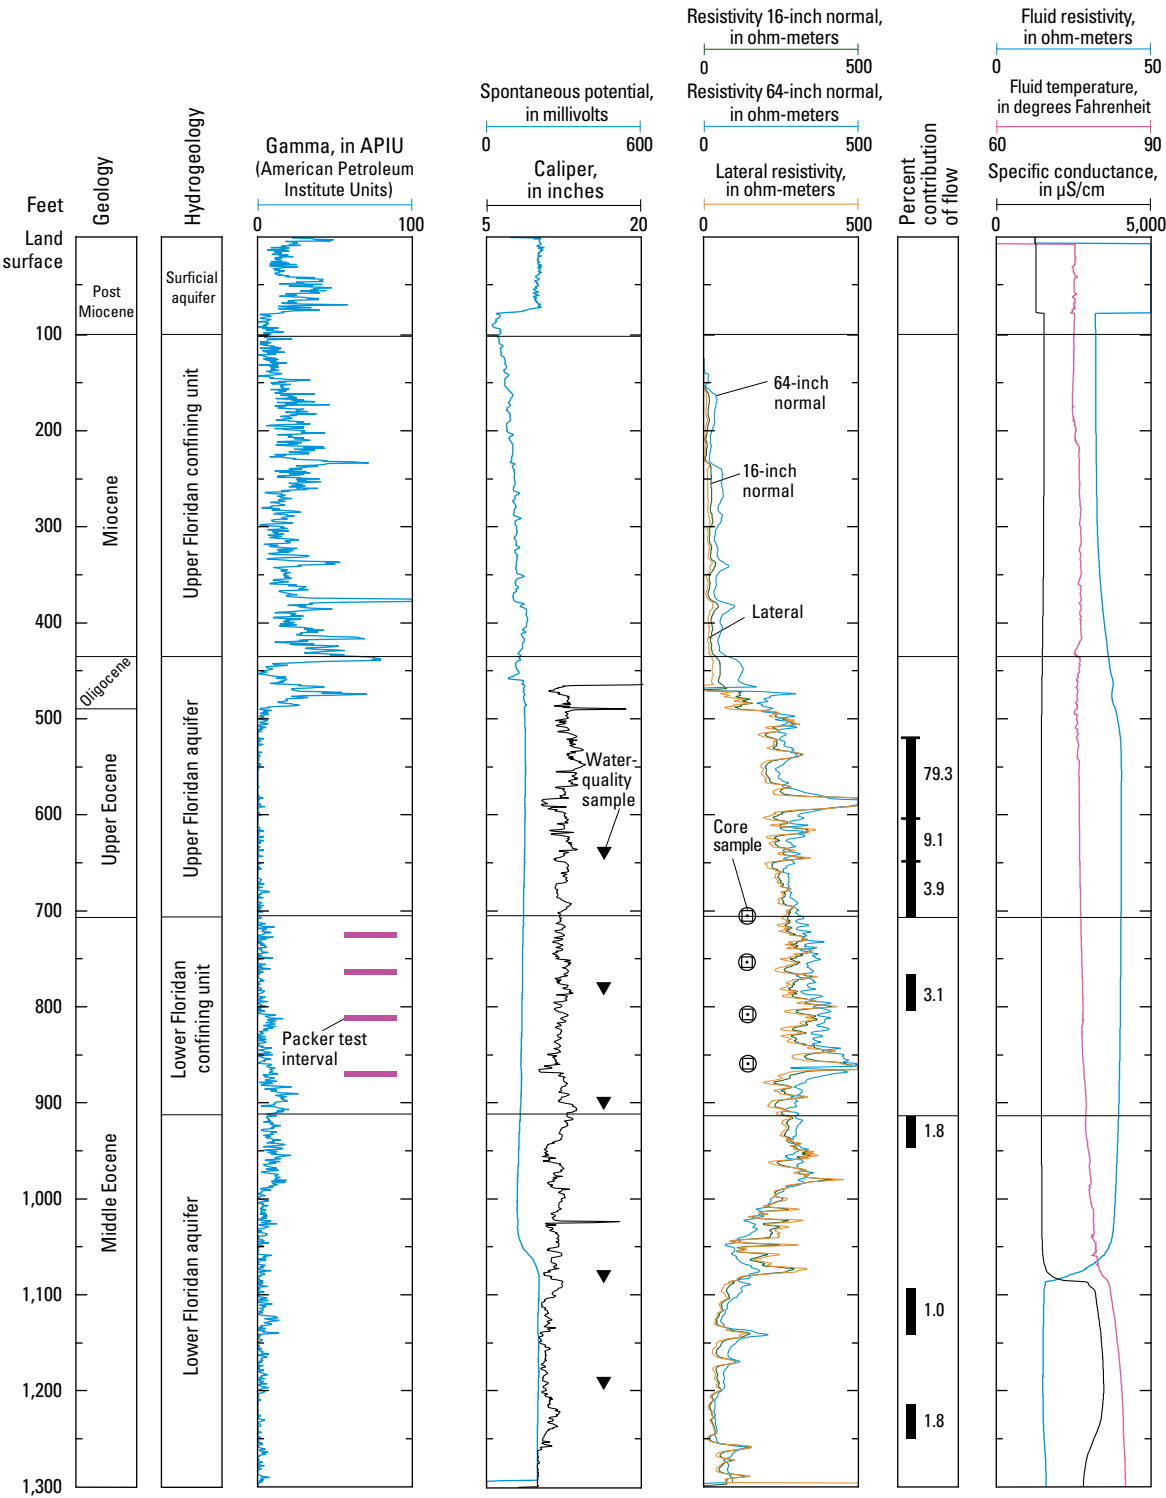 Resistivity 16-inch normal,
in ohm-meters
0 500
Fluid resistivity,
in ohm-meters
0 50
Spontaneous potential,
in millivolts
0 600
Resistivity 64-inch normal,
in ohm-meters
0 500
Fluid temperature,
in degrees Fahrenheit
60 90
Feet
Geology
Hydrogeology
Gamma, in APIU
(American Petroleum
Institute Units)
0 100
Caliper,
in inches
5 20
Lateral resistivity,
in ohm-meters
0 500
Percent
contribution
of flow
Specific conductance,
in µS/cm
0 5,000
Land
surface
100
200
300
400
500
600
700
800
900
1,000
1,100
1,200
1,300
Post
Miocene
Miocene
Oligocene
Upper Eocene
Middle Eocene
Surficial
aquifer
Upper Floridan confining unit
Upper Floridan aquifer
Lower Floridan
confining unit
Lower Floridan aquifer
Packer test
interval
Water-
quality
sample
64-inch
normal
16-inch
normal
Lateral
Core
sample
79.3
9.1
3.9
3.1
1.8
1.0
1.8